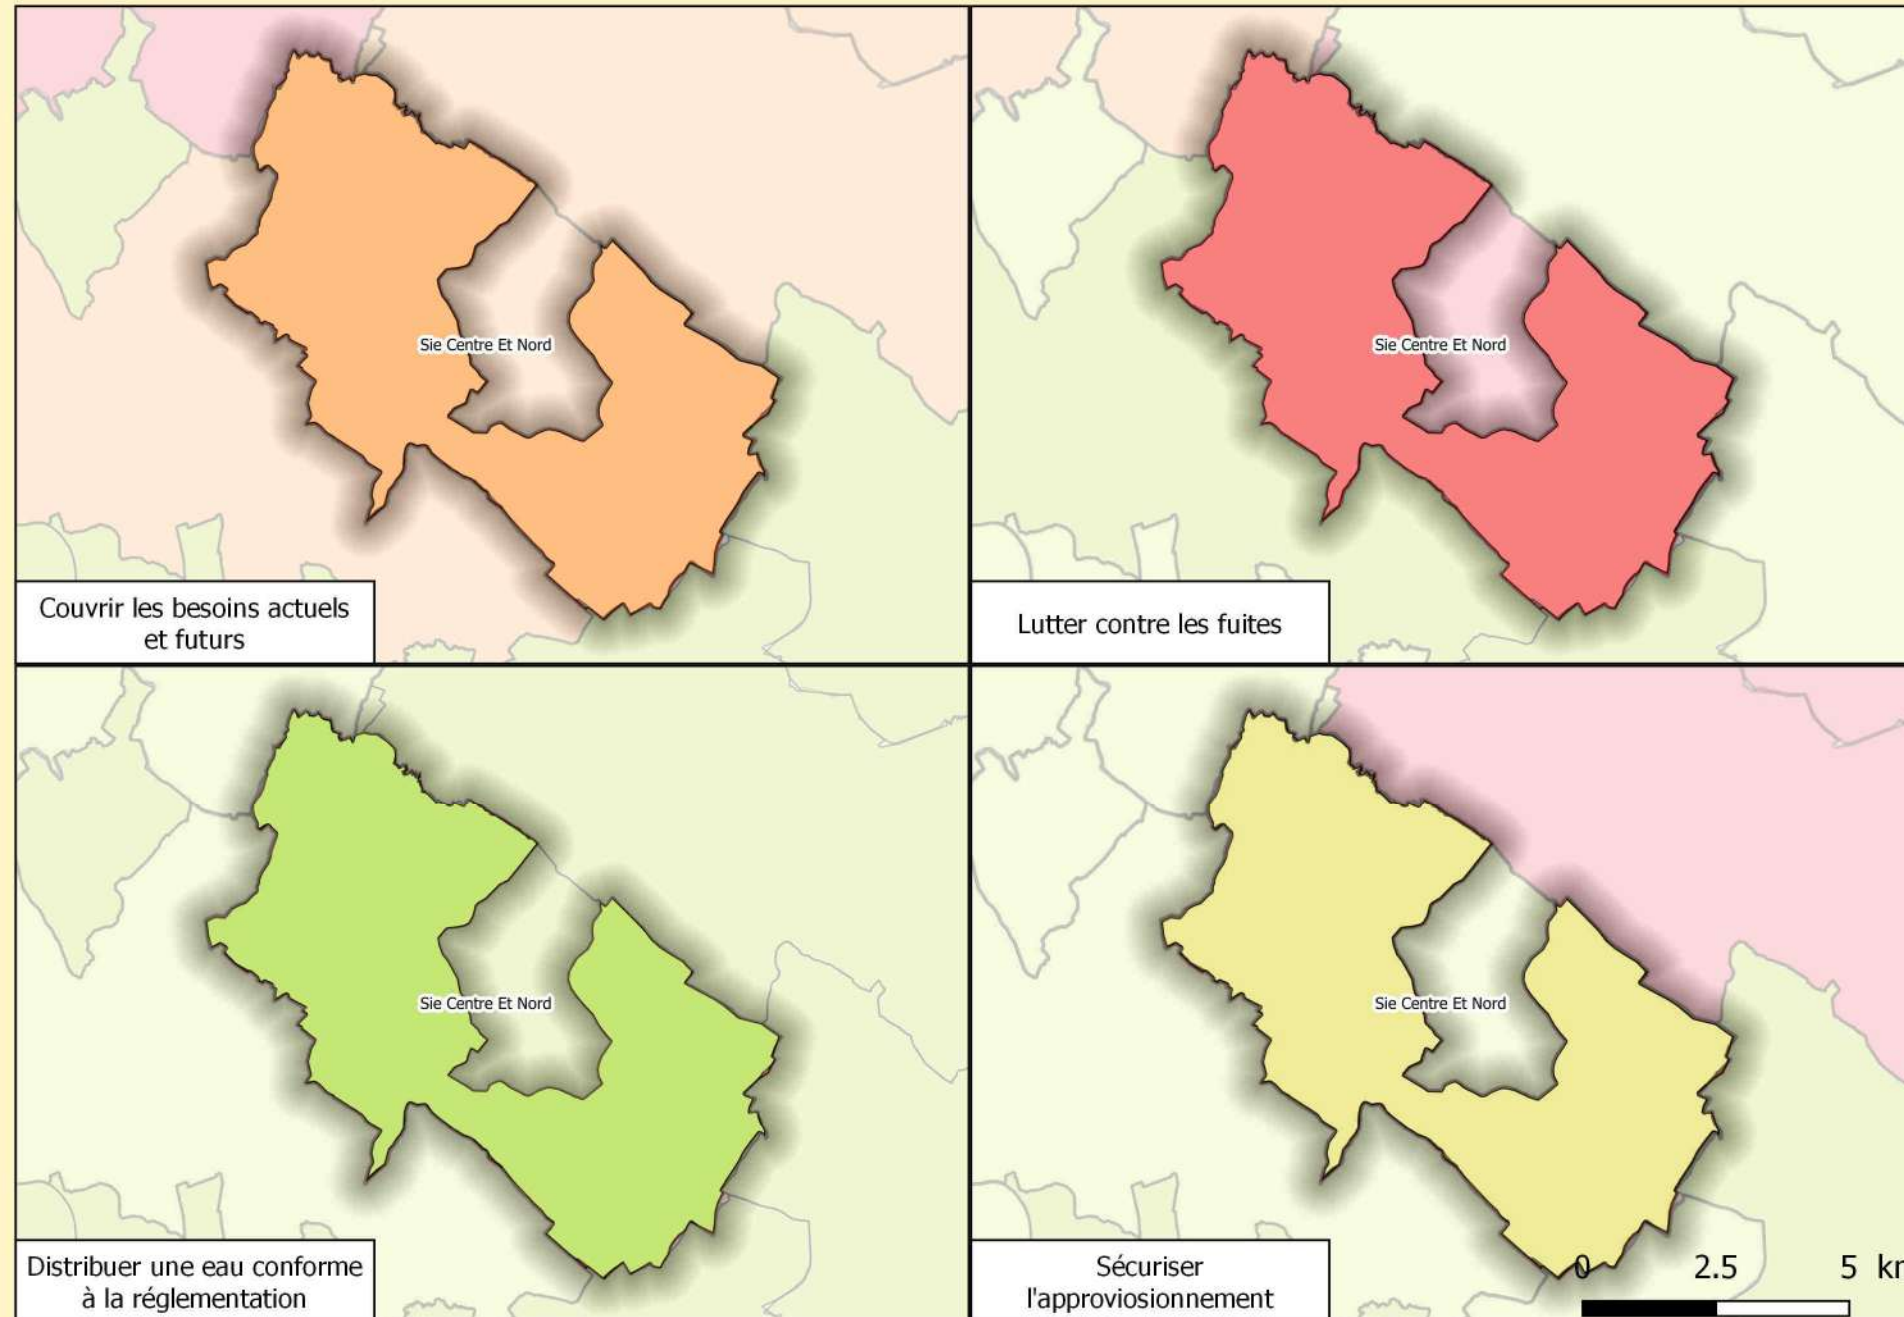 Sie Centre Et Nord
Couvrir les besoins actuels
et futurs
Sie Centre Et Nord
Lutter contre les fuites
Sie Centre Et Nord
Distribuer une eau conforme
à la réglementation
Sie Centre Et Nord
Sécuriser
l'approviosionnement
0 2.5 5 km